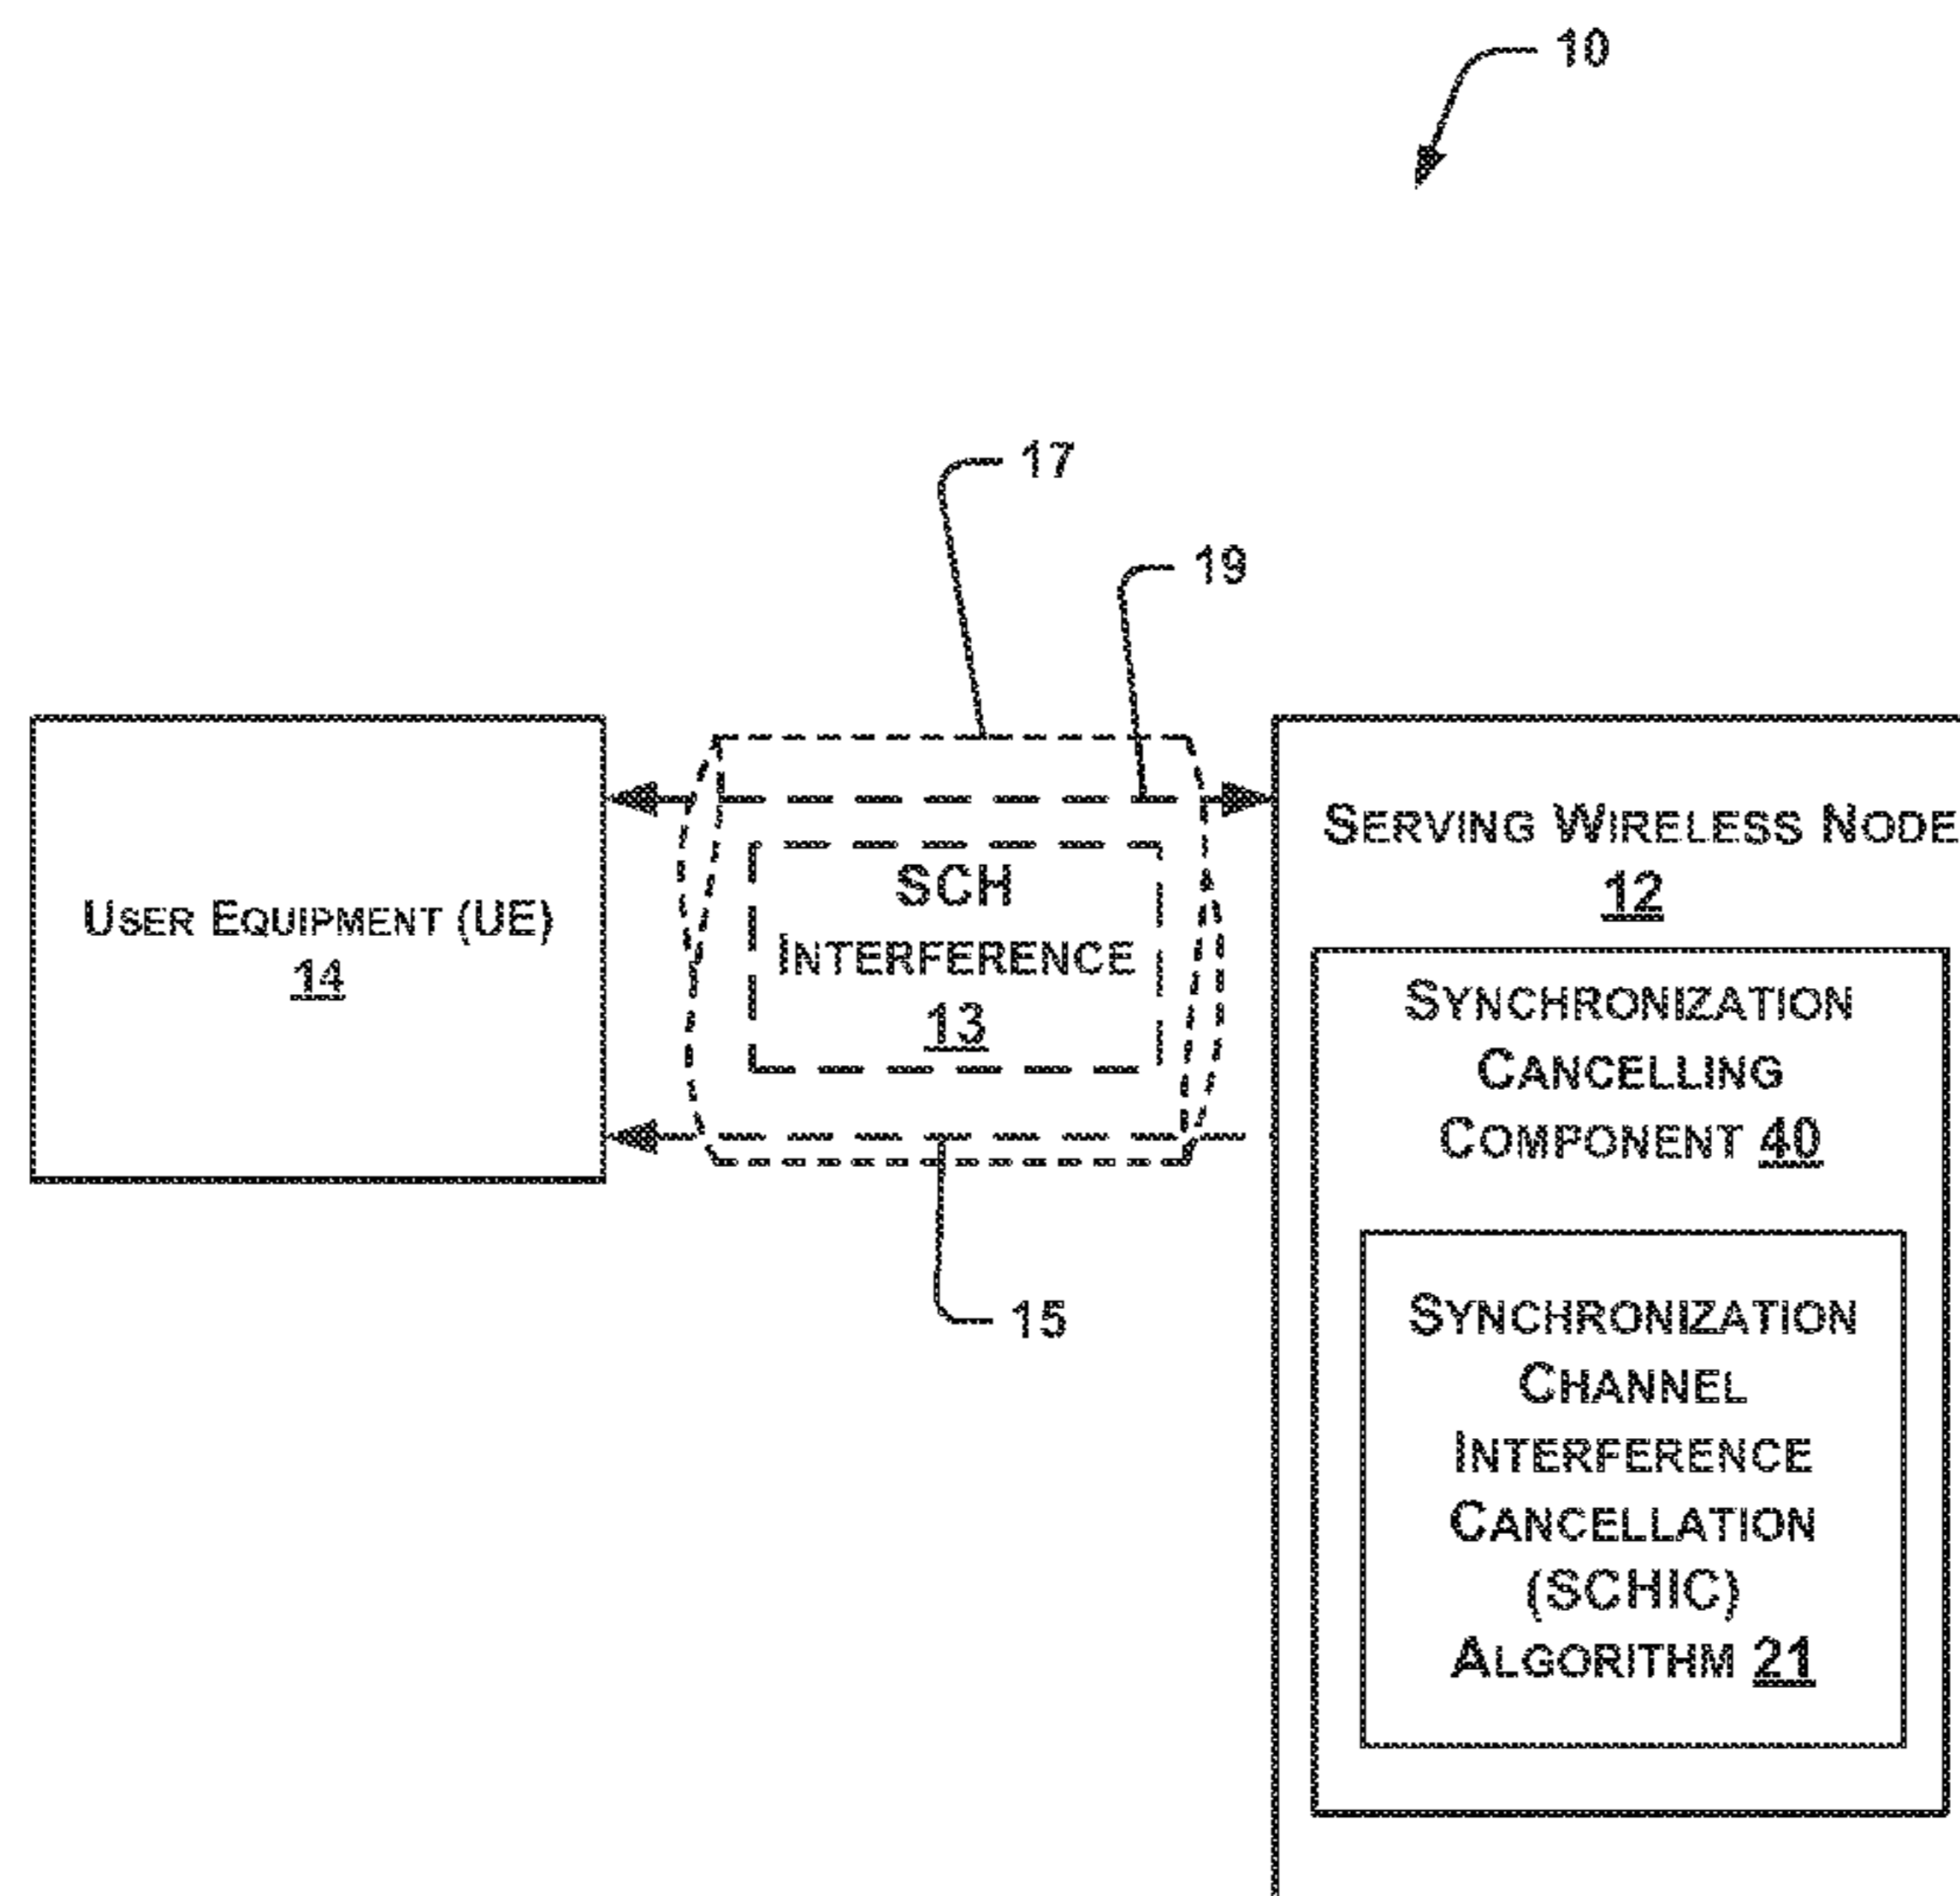 10
17
19
USER EQUIPMENT (UE)
14
SCH
INTERFERENCE
13
15
SERVING WIRELESS NODE
12
SYNCHRONIZATION
CANCELLING
COMPONENT 40
SYNCHRONIZATION
CHANNEL
INTERFERENCE
CANCELLATION
(SCHIC)
ALGORITHM 21